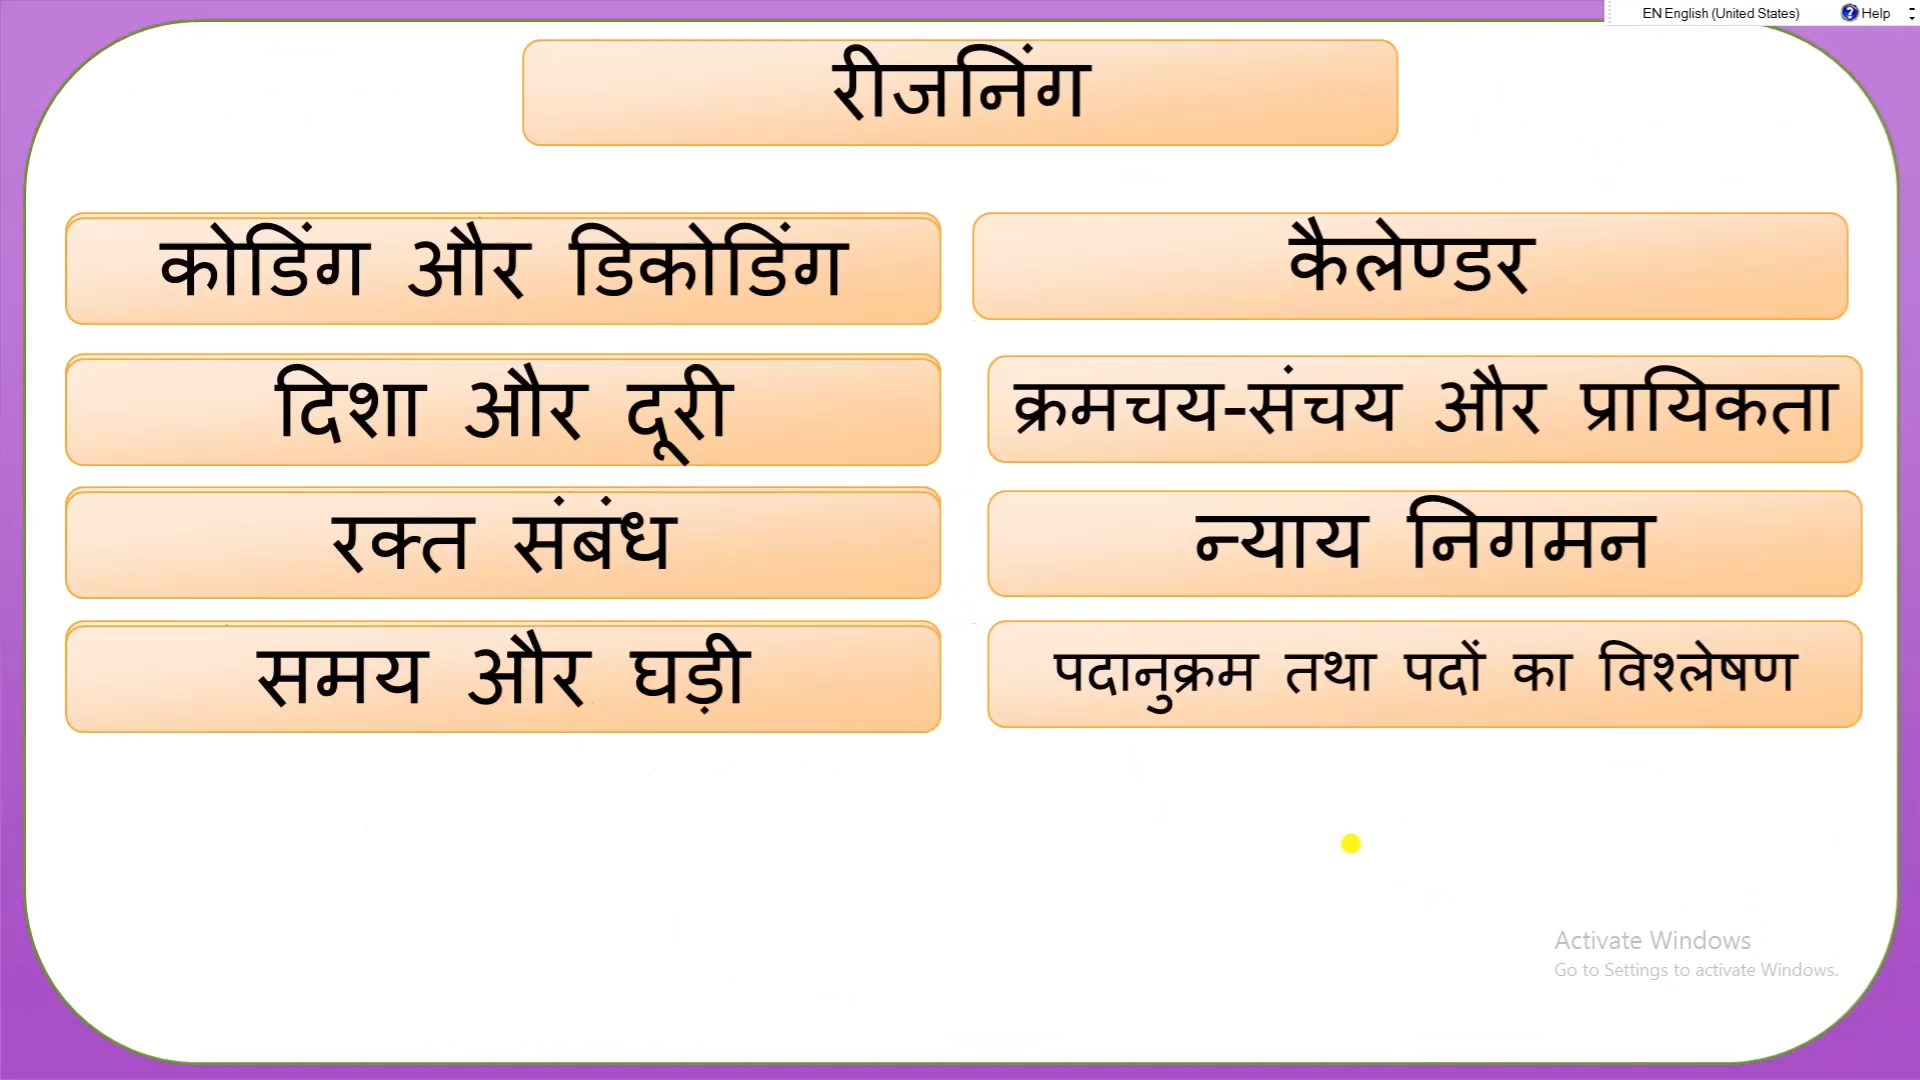 EN English (United States) Help
रीजनिंग
कोडिंग और डिकोडिंग
कैलेण्डर
दिशा और दूरी
क्रमचय-संचय और प्रायिकता
रक्त संबंध
न्याय निगमन
समय और घड़ी
पदानुक्रम तथा पदों का विश्लेषण
Activate Windows
Go to Settings to activate Windows.